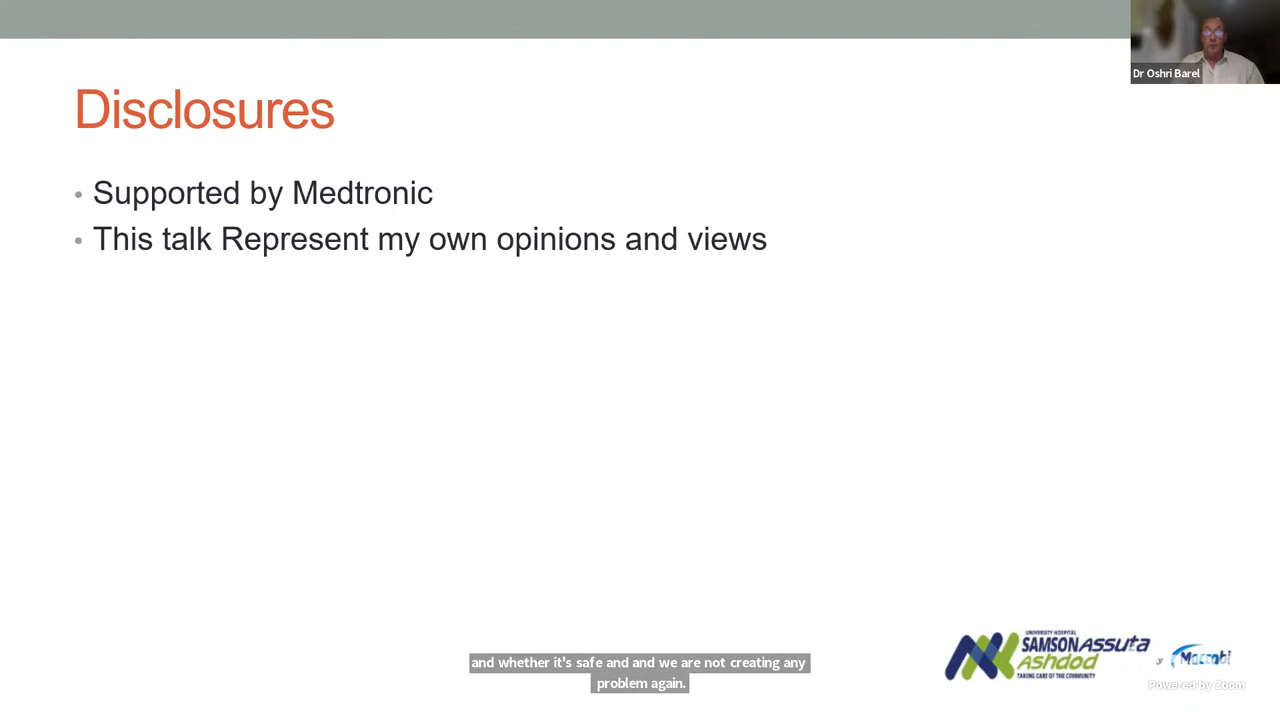 Dr Oshri Barel
Disclosures
• Supported by Medtronic
• This talk Represent my own opinions and views
UNIVERSITY HOSPITAL
SAMSON ASSUTA
Ashdod
TAKING CARE OF THE COMMUNITY
of Maccabi
and whether it's safe and and we are not creating any
problem again.
Powered by Zoom